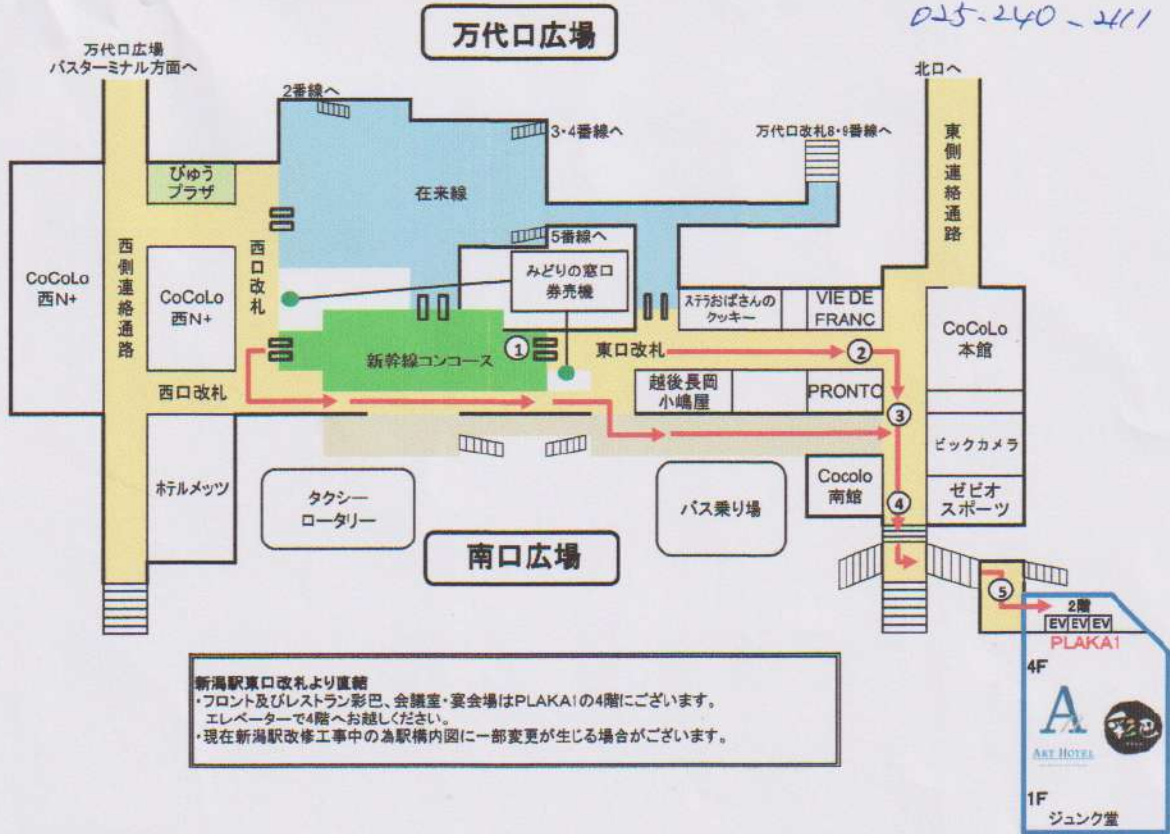 万代口広場
025-240-2111
万代口広場
バスターミナル方面へ
北口へ
2番線へ
3・4番線へ
万代口改札8・9番線へ
東側連絡通路
びゅう
プラザ
在来線
5番線へ
CoCoLo
西N+
西側連絡通路
CoCoLo
西N+
西口改札
みどりの窓口
券売機
ステラおばさんの
クッキー
VIE DE
FRANC
CoCoLo
本館
新幹線コンコース
①
東口改札
②
西口改札
越後長岡
小嶋屋
PRONTO
③
ビックカメラ
ホテルメッツ
タクシー
ロータリー
バス乗り場
Cocolo
南館
④
ゼビオ
スポーツ
南口広場
⑤
2階
EV EV EV
PLAKA1
4F
A
ART HOTEL
彩巴
1F
ジュンク堂
新潟駅東口改札より直結
・フロント及びレストラン彩巴、会議室・宴会場はPLAKA1の4階にございます。
エレベーターで4階へお越しください。
・現在新潟駅改修工事中の為駅構内図に一部変更が生じる場合がございます。